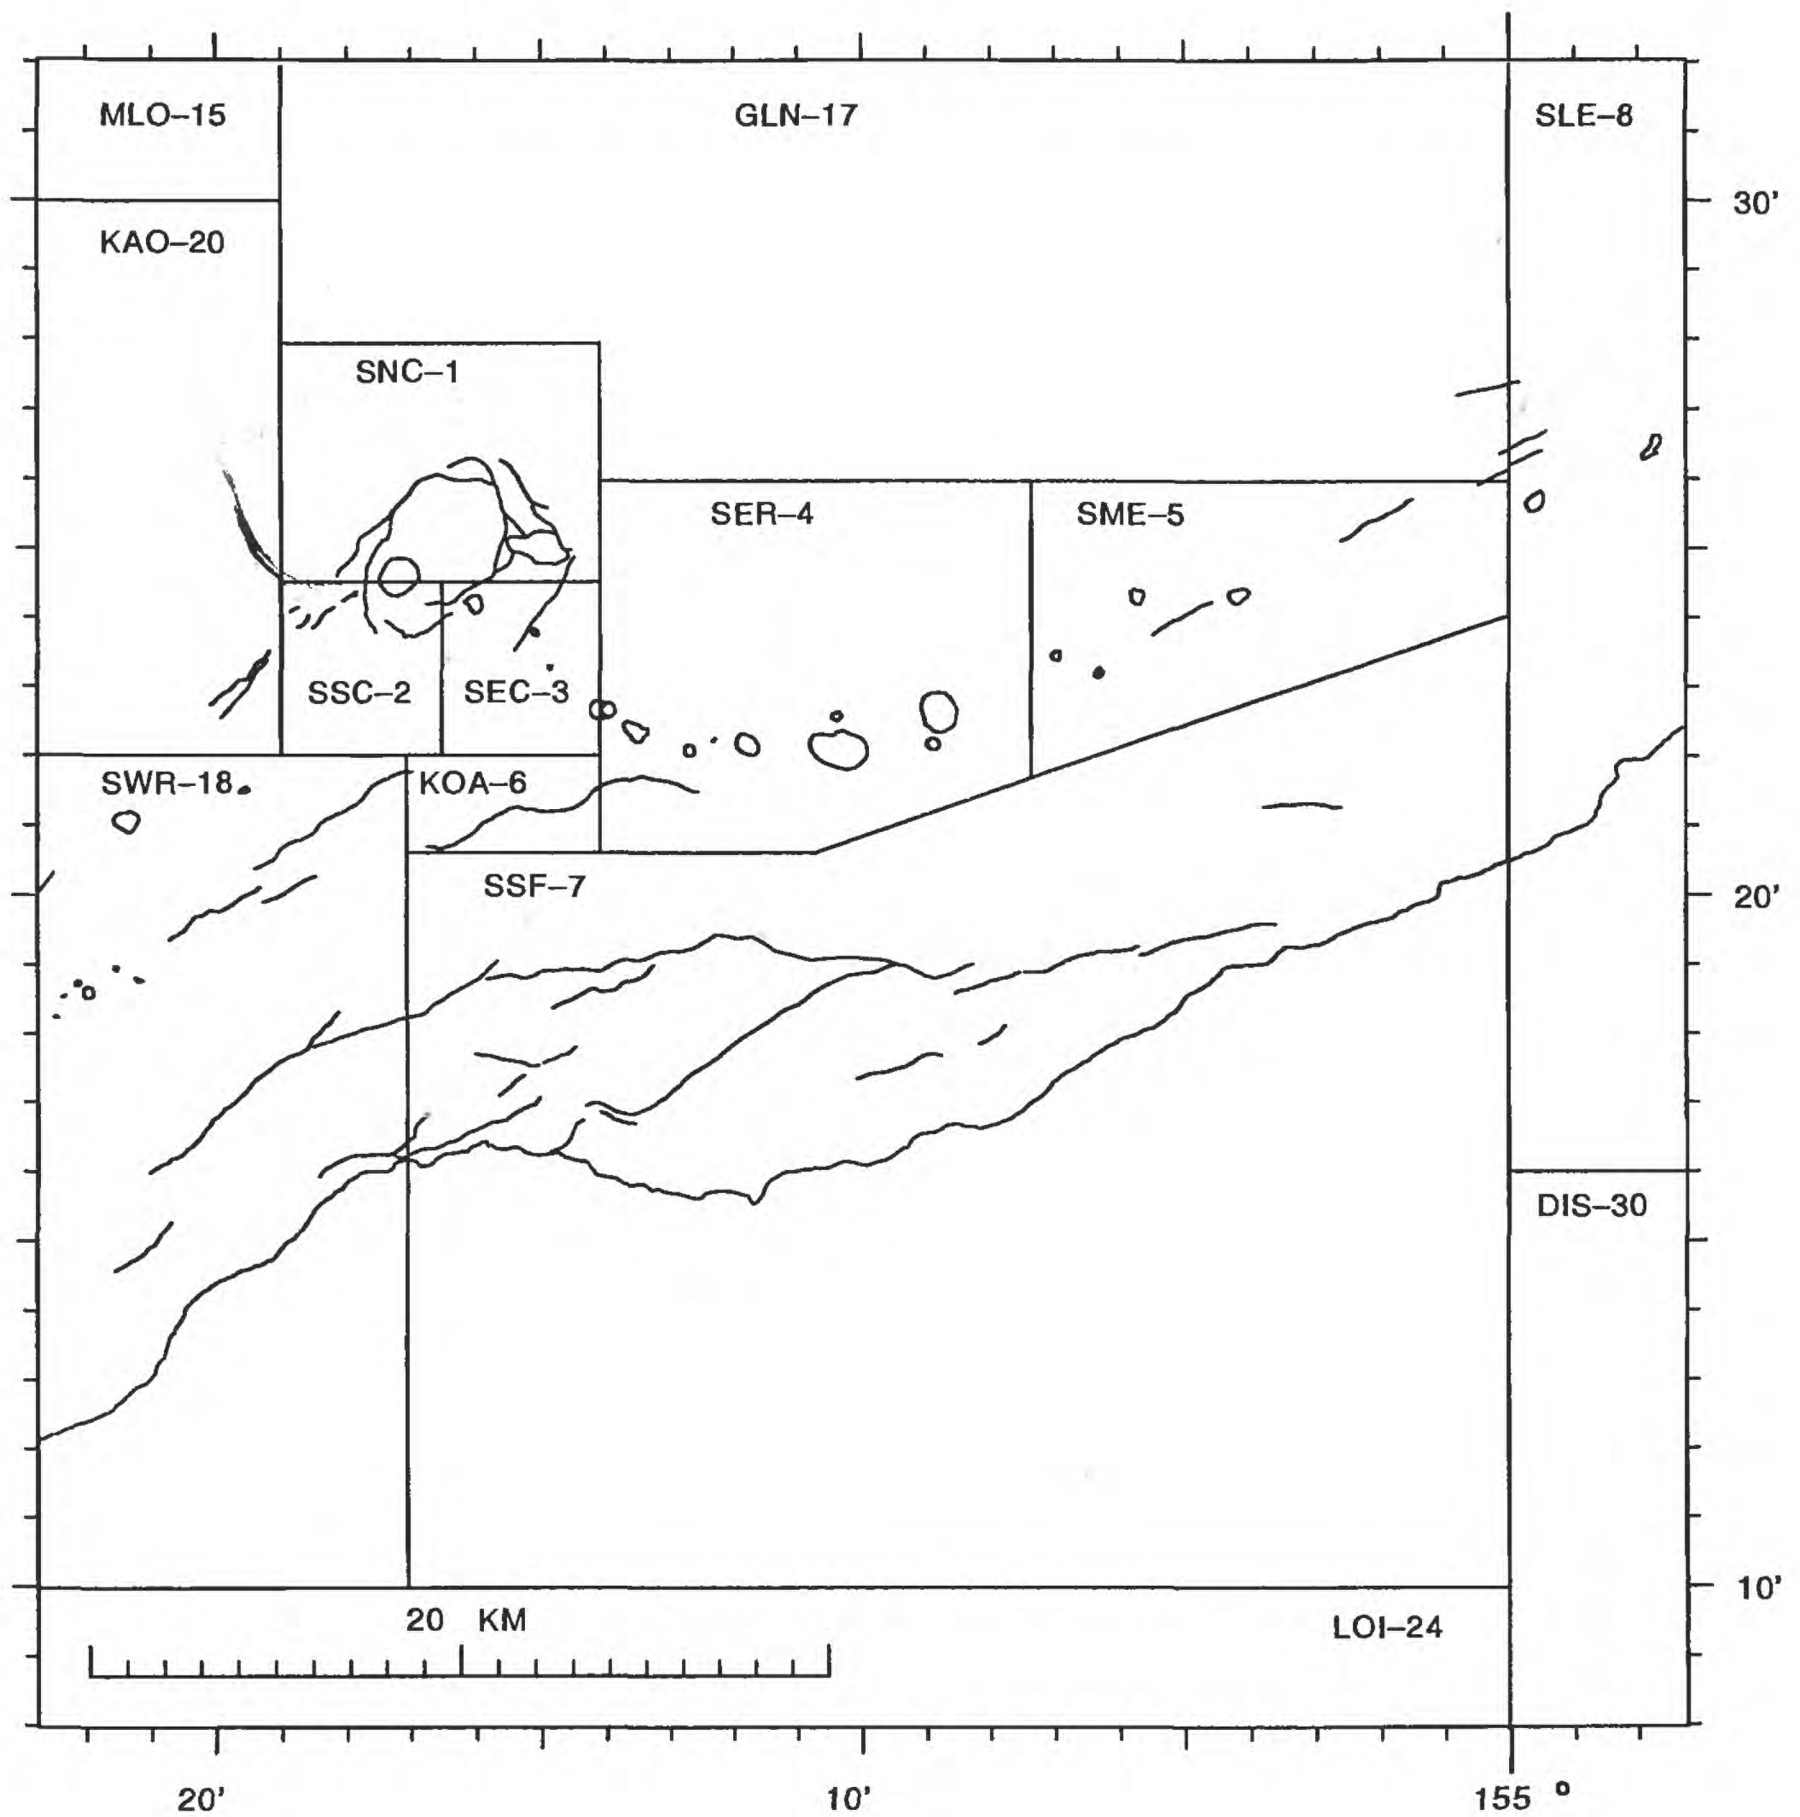 MLO–15
GLN–17
SLE–8
30'
KAO–20
SNC–1
SER–4
SME–5
SSC–2
SEC–3
SWR–18
KOA–6
SSF–7
20'
DIS–30
10'
20 KM
LOI–24
20'
10'
155 °